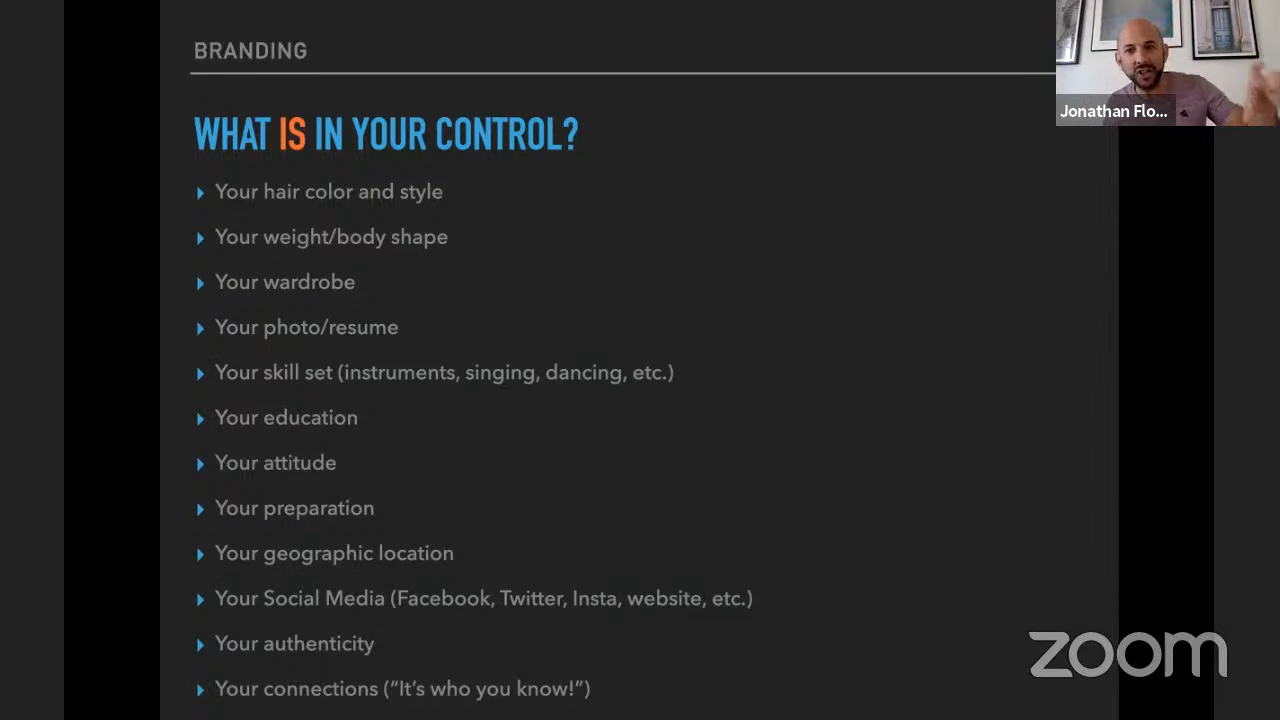 BRANDING
Jonathan Flo...
WHAT IS IN YOUR CONTROL?
Your hair color and style
Your weight/body shape
Your wardrobe
Your photo/resume
Your skill set (instruments, singing, dancing, etc.)
Your education
Your attitude
Your preparation
Your geographic location
Your Social Media (Facebook, Twitter, Insta, website, etc.)
Your authenticity
Your connections (“It’s who you know!”)
zoom